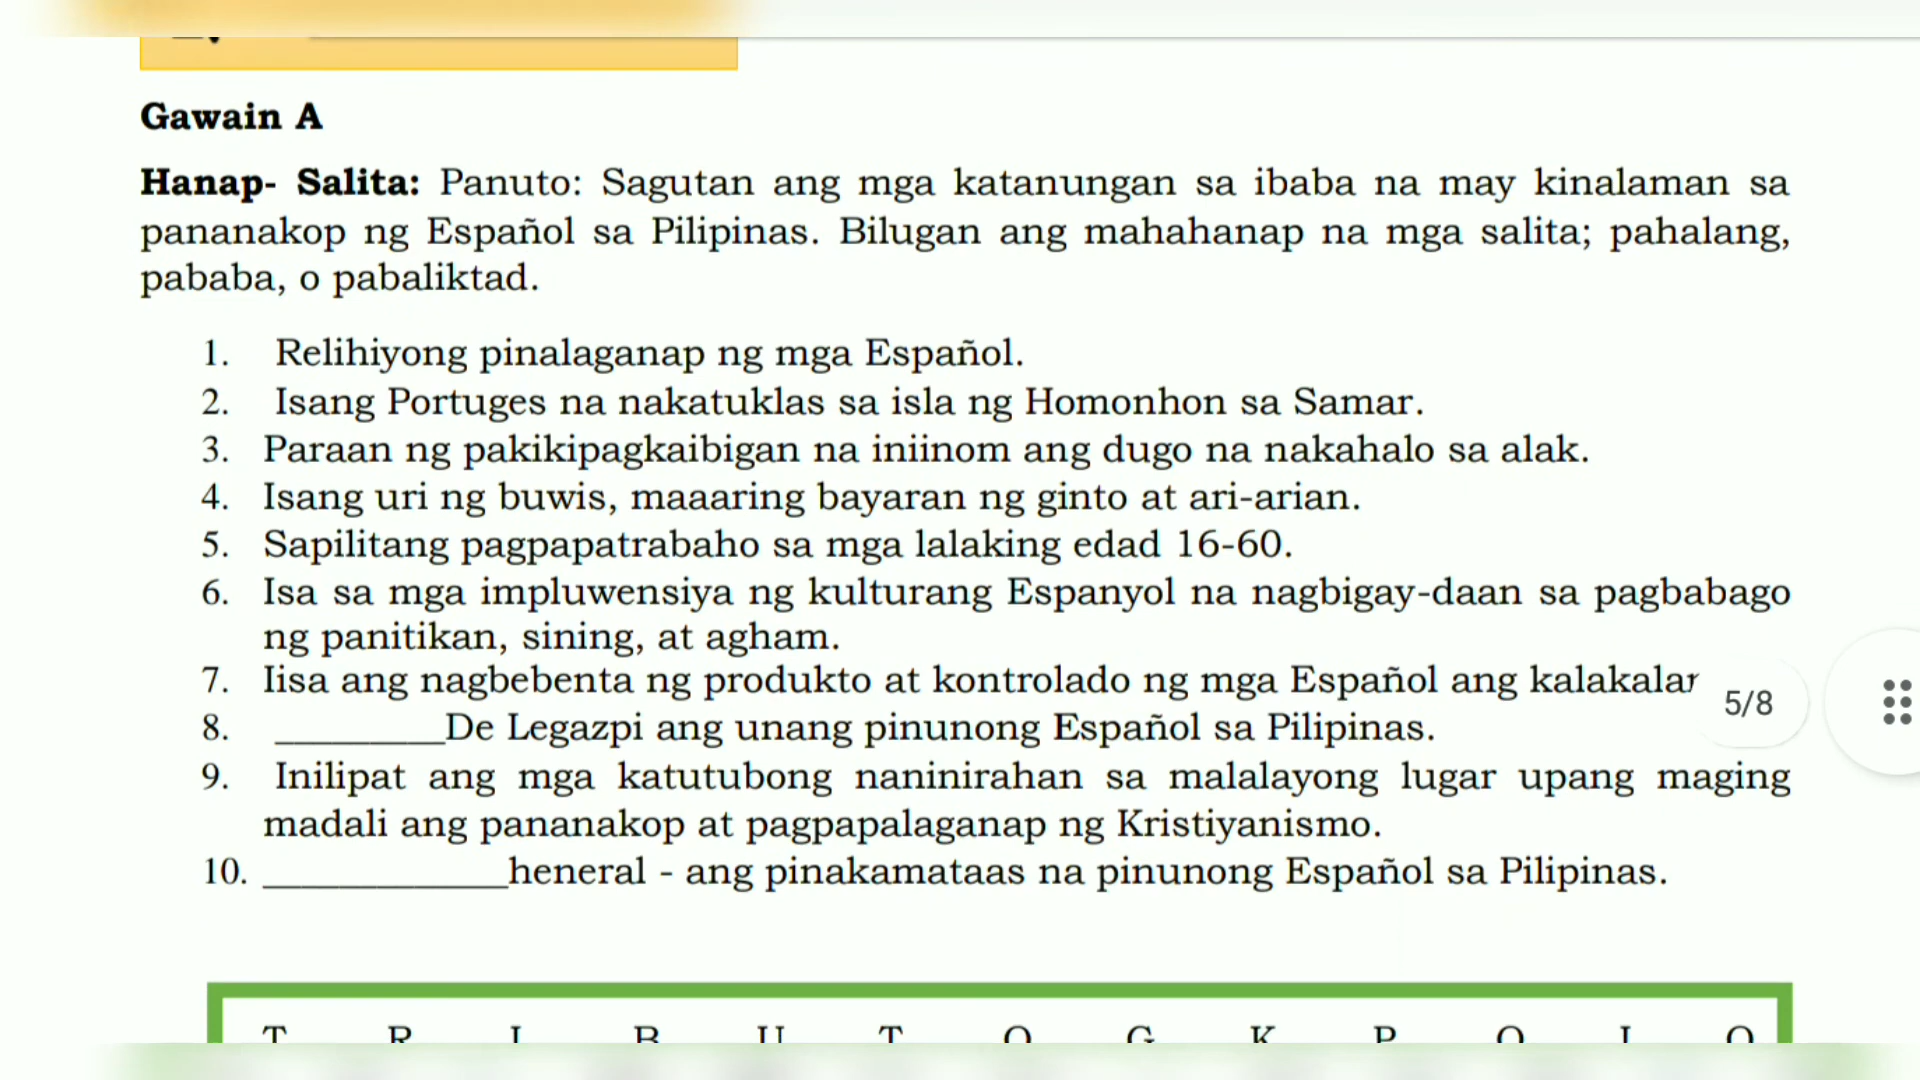 Gawain A
Hanap- Salita: Panuto: Sagutan ang mga katanungan sa ibaba na may kinalaman sa
pananakop ng Español sa Pilipinas. Bilugan ang mahahanap na mga salita; pahalang,
pababa, o pabaliktad.
1. Relihiyong pinalaganap ng mga Español.
2. Isang Portuges na nakatuklas sa isla ng Homonhon sa Samar.
3. Paraan ng pakikipagkaibigan na iniinom ang dugo na nakahalo sa alak.
4. Isang uri ng buwis, maaaring bayaran ng ginto at ari-arian.
5. Sapilitang pagpapatrabaho sa mga lalaking edad 16-60.
6. Isa sa mga impluwensiya ng kulturang Espanyol na nagbigay-daan sa pagbabago
ng panitikan, sining, at agham.
7. Iisa ang nagbebenta ng produkto at kontrolado ng mga Español ang
5/8
8. _________De Legazpi ang unang pinunong Español sa Pilipinas.
9. Inilipat ang mga katutubong naninirahan sa malalayong lugar upang maging
madali ang pananakop at pagpapalaganap ng Kristiyanismo.
10. _____________heneral - ang pinakamataas na pinunong Español sa Pilipinas.
T R I B U T O G K P O L O